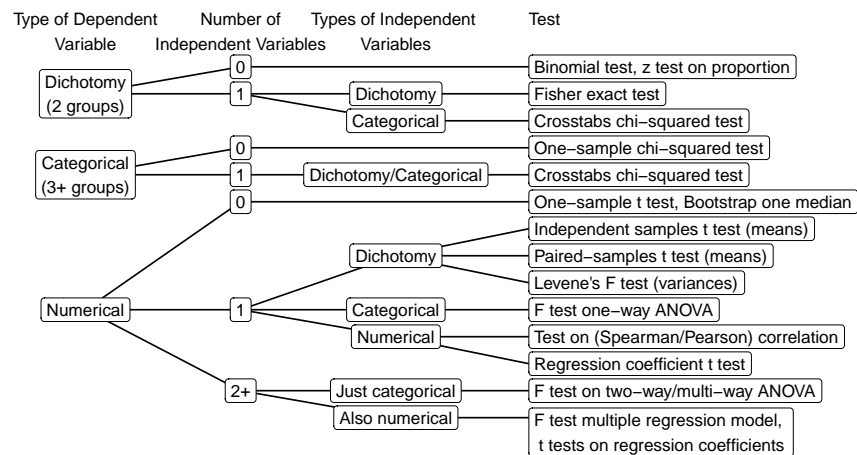 Type of Dependent Variable
Number of Independent Variables
Types of Independent Variables
Test
Dichotomy
(2 groups)
0
Binomial test, z test on proportion
1
Dichotomy
Fisher exact test
Categorical
Crosstabs chi−squared test
Categorical
(3+ groups)
0
One−sample chi−squared test
1
Dichotomy/Categorical
Crosstabs chi−squared test
Numerical
0
One−sample t test, Bootstrap one median
1
Dichotomy
Independent samples t test (means)
Paired−samples t test (means)
Levene's F test (variances)
Categorical
F test one−way ANOVA
Numerical
Test on (Spearman/Pearson) correlation
Regression coefficient t test
2+
Just categorical
F test on two−way/multi−way ANOVA
Also numerical
F test multiple regression model,
t tests on regression coefficients